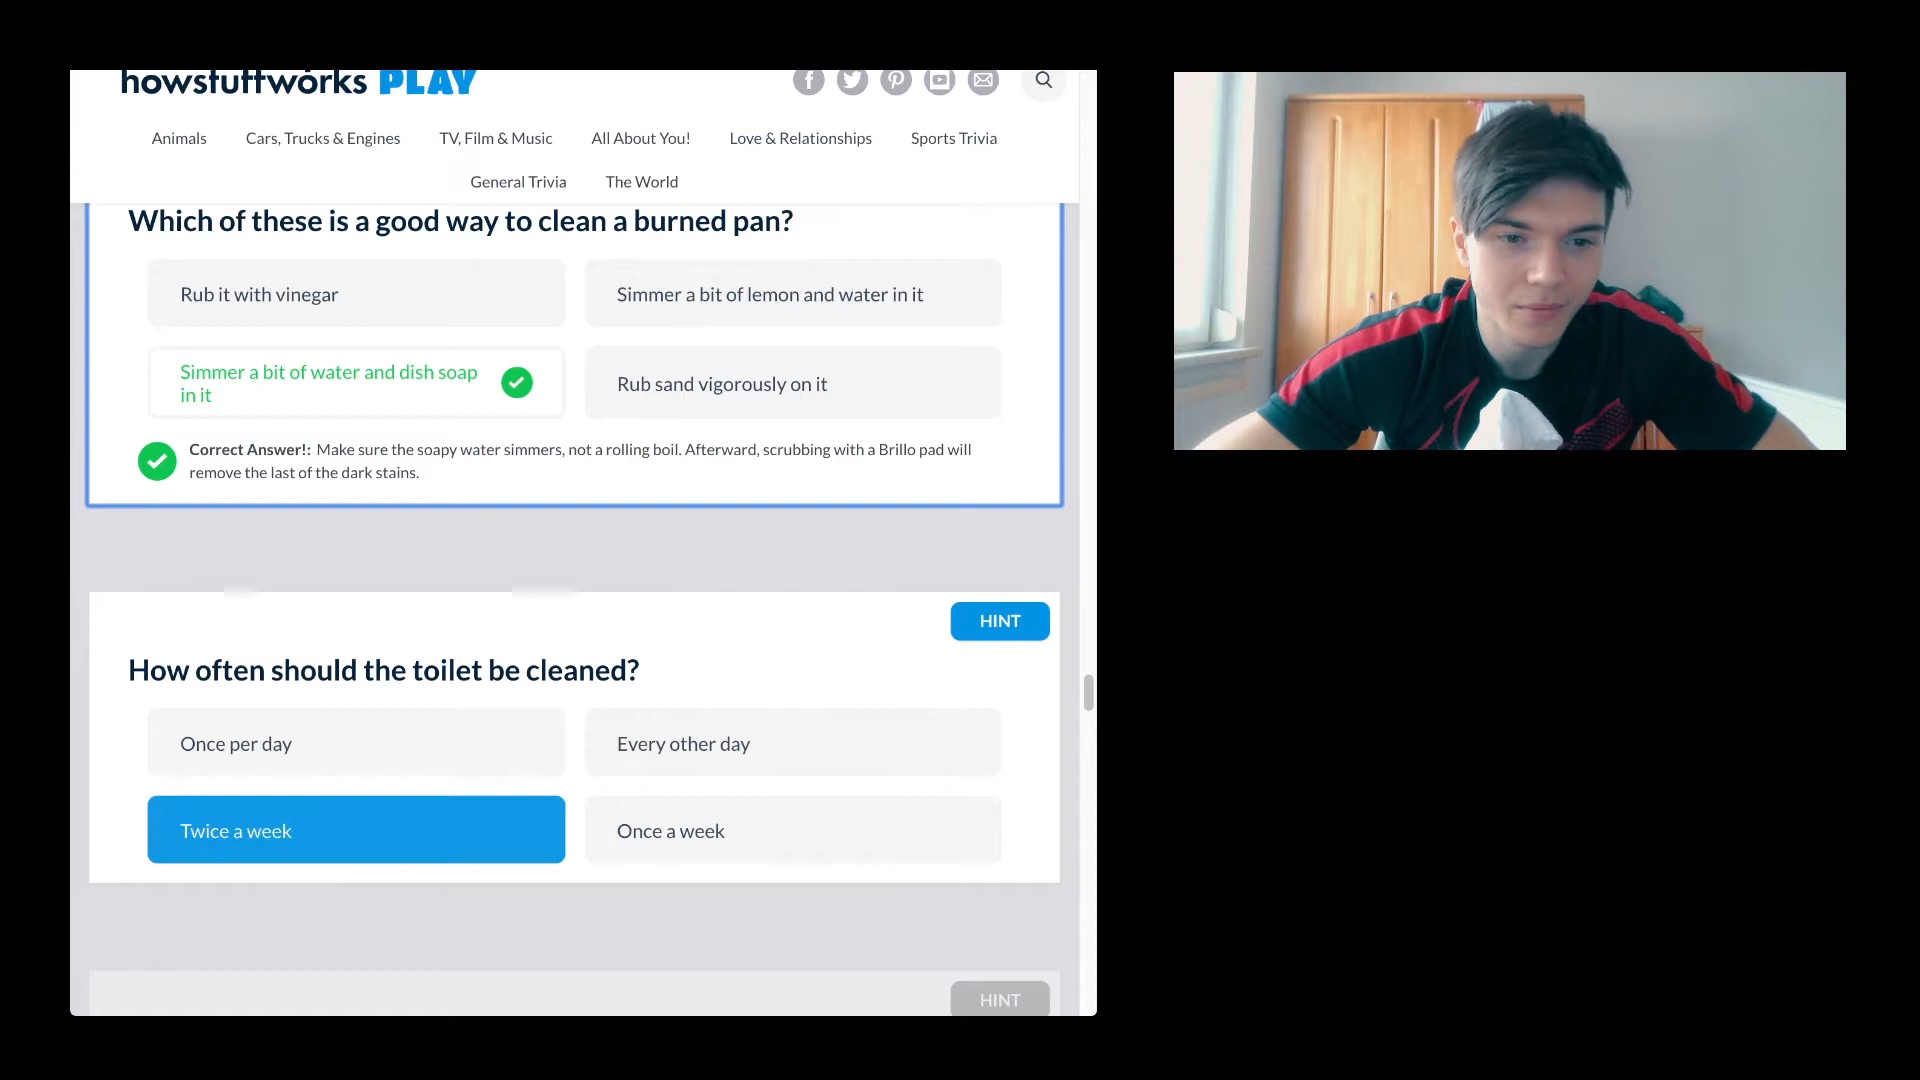 howstuffworks PLAY
Animals Cars, Trucks & Engines TV, Film & Music All About You! Love & Relationships Sports Trivia
General Trivia The World
Which of these is a good way to clean a burned pan?
Rub it with vinegar
Simmer a bit of lemon and water in it
Simmer a bit of water and dish soap
in it
Rub sand vigorously on it
Correct Answer!: Make sure the soapy water simmers, not a rolling boil. Afterward, scrubbing with a Brillo pad will
remove the last of the dark stains.
HINT
How often should the toilet be cleaned?
Once per day
Every other day
Twice a week
Once a week
HINT